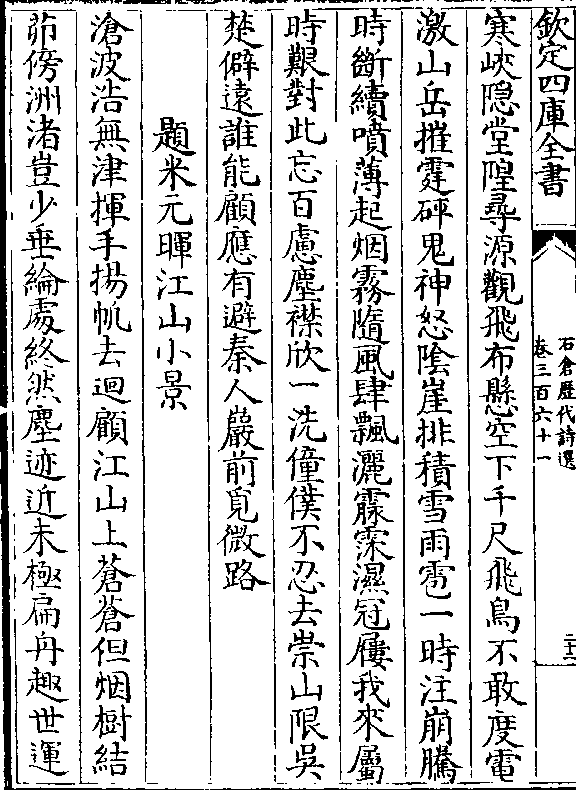 欽定四庫全書
石倉歷代詩選
卷三百六十一
寒峽隠堂隍尋源觀飛布懸空下千尺飛鳥不敢度電
激山岳摧霆砰鬼神怒陰崖排積雪雨雹一時注崩騰
時斷續噴薄起烟霧隨風肆飄灑霢霂濕冠屨我來屬
時艱對此忘百慮塵襟欣一洗僮僕不忍去崇山限吳
楚僻遠誰能顧應有避秦人巖前覓微路
題米元暉江山小景
滄波浩無津揮手揚帆去迴顧江山上蒼蒼但烟樹結
茆傍洲渚豈少垂綸處終然塵迹近未極扁舟趣世運